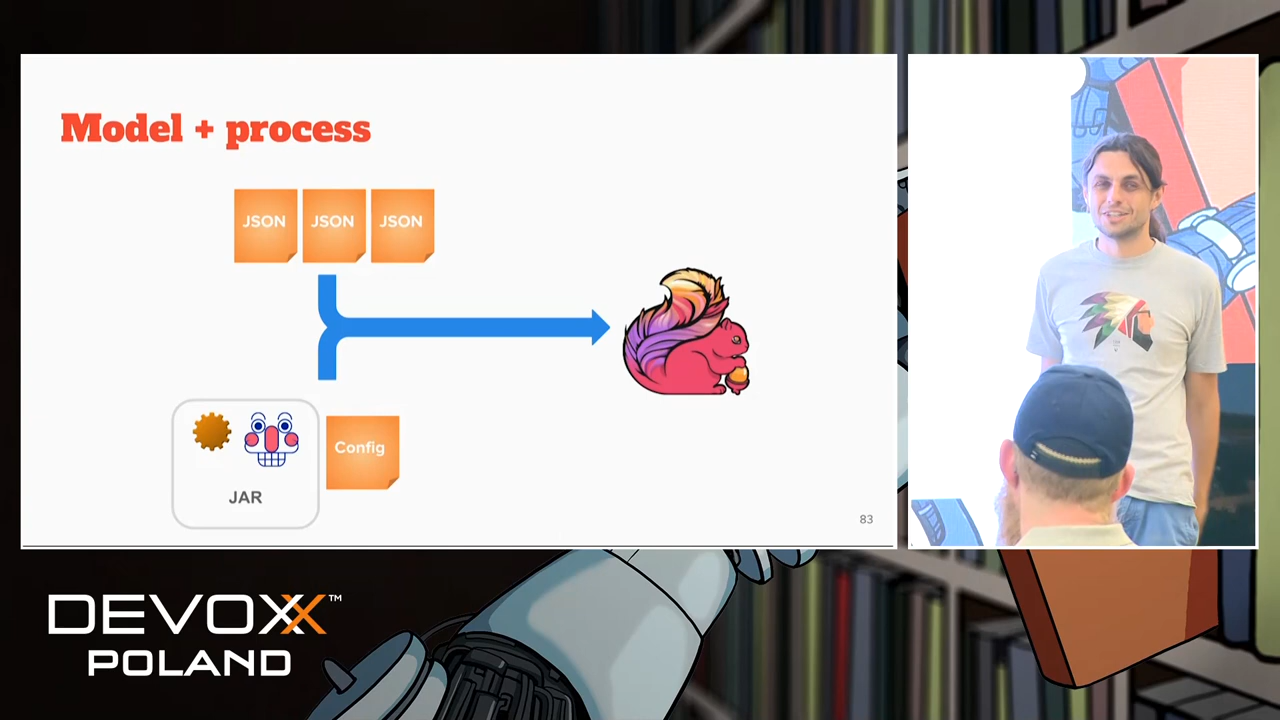 Model + process
JSON JSON JSON
Config
JAR
83
DEVOXX™
POLAND